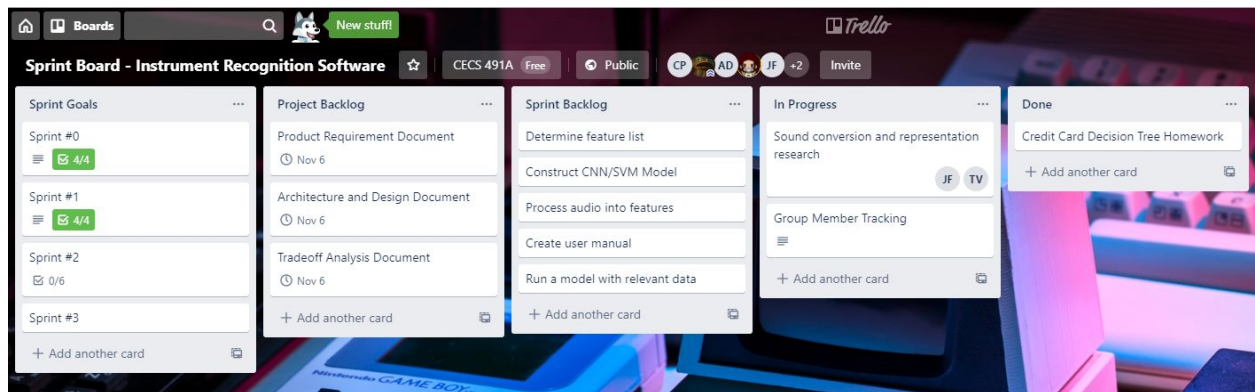 Boards
New stuff!
Trello
Sprint Board - Instrument Recognition Software
CECS 491A Free
Public
CP
AD
JF
+2
Invite
Sprint Goals
Sprint #0
4/4
Sprint #1
4/4
Sprint #2
0/6
Sprint #3
+ Add another card
Project Backlog
Product Requirement Document
Nov 6
Architecture and Design Document
Nov 6
Tradeoff Analysis Document
Nov 6
+ Add another card
Sprint Backlog
Determine feature list
Construct CNN/SVM Model
Process audio into features
Create user manual
Run a model with relevant data
+ Add another card
In Progress
Sound conversion and representation
research
JF TV
Group Member Tracking
+ Add another card
Done
Credit Card Decision Tree Homework
+ Add another card
Nintendo GAME BOY